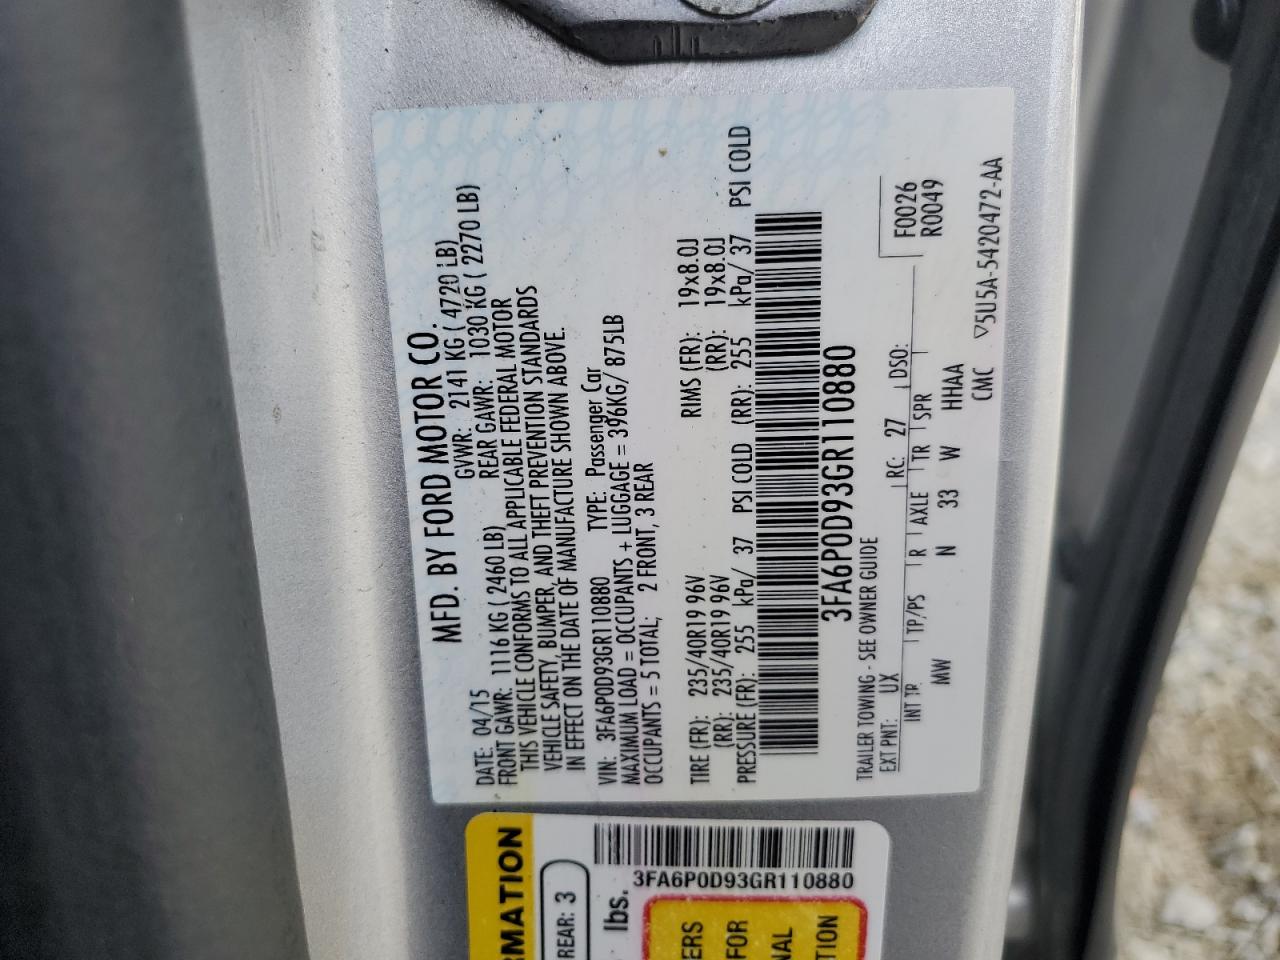 MFD. BY FORD MOTOR CO.
DATE: 04/15 GVWR: 2141 KG ( 4720 LB)
FRONT GAWR: 1116 KG ( 2460 LB) REAR GAWR: 1030 KG ( 2270 LB)
THIS VEHICLE CONFORMS TO ALL APPLICABLE FEDERAL MOTOR
VEHICLE SAFETY, BUMPER, AND THEFT PREVENTION STANDARDS
IN EFFECT ON THE DATE OF MANUFACTURE SHOWN ABOVE.
VIN: 3FA6P0D93GR110880 TYPE: Passenger Car
MAXIMUM LOAD = OCCUPANTS + LUGGAGE = 396KG/ 875LB
OCCUPANTS = 5 TOTAL; 2 FRONT, 3 REAR
TIRE (FR): 235/40R19 96V RIMS (FR): 19x8.0J
(RR): 235/40R19 96V (RR): 19x8.0J
PRESSURE (FR): 255 kPa/ 37 PSI COLD (RR): 255 kPa/ 37 PSI COLD
3FA6P0D93GR110880
TRAILER TOWING - SEE OWNER GUIDE
EXT PNT: UX RC: 27 DSO: F0026
INT TR TP/PS R AXLE TR SPR R0049
MW N 33 W HHAA
CMC ▽5U5A-5420472-AA
RMATION
REAR: 3
lbs.
3FA6P0D93GR110880
ERS
FOR
NAL
TION